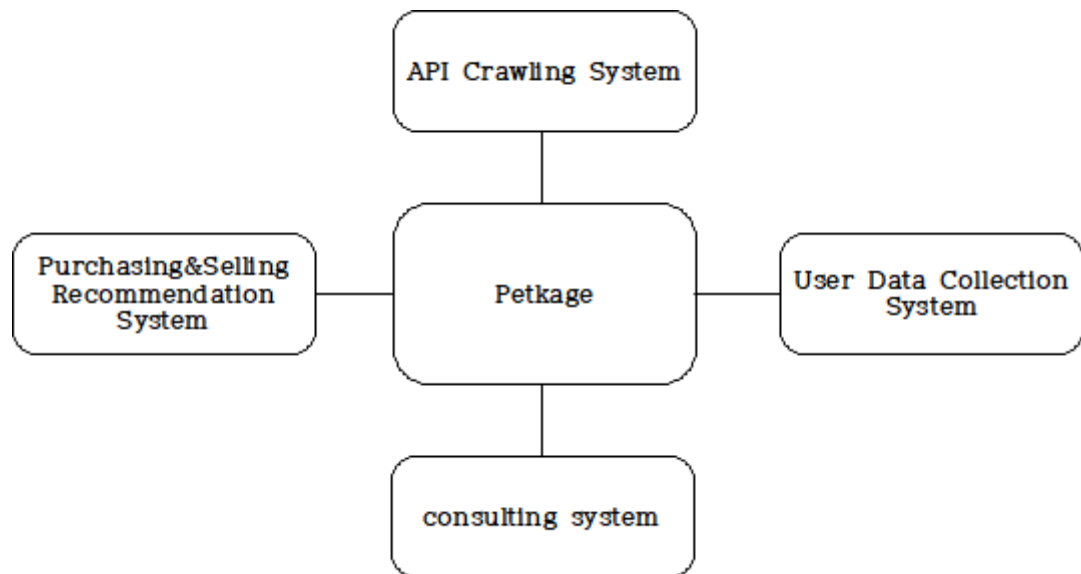 API Crawling System
Purchasing&Selling
Recommendation
System
Petkage
User Data Collection
System
consulting system